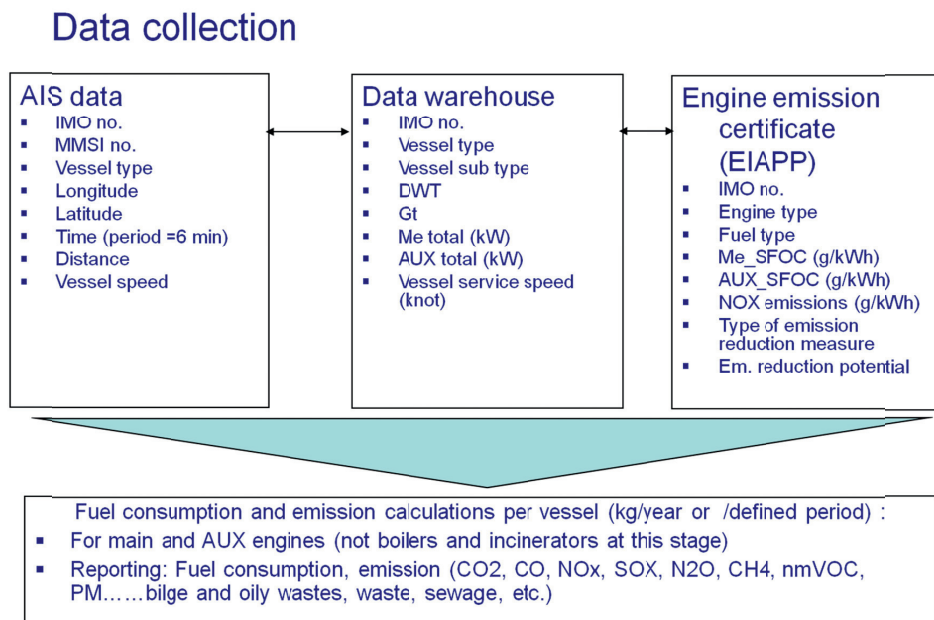 Data collection
AIS data
▪ IMO no.
▪ MMSI no.
▪ Vessel type
▪ Longitude
▪ Latitude
▪ Time (period =6 min)
▪ Distance
▪ Vessel speed
Data warehouse
▪ IMO no.
▪ Vessel type
▪ Vessel sub type
▪ DWT
▪ Gt
▪ Me total (kW)
▪ AUX total (kW)
▪ Vessel service speed
(knot)
Engine emission
certificate
(EIAPP)
▪ IMO no.
▪ Engine type
▪ Fuel type
▪ Me_SFOC (g/kWh)
▪ AUX_SFOC (g/kWh)
▪ NOX emissions (g/kWh)
▪ Type of emission
reduction measure
▪ Em. reduction potential
Fuel consumption and emission calculations per vessel (kg/year or /defined period) :
▪ For main and AUX engines (not boilers and incinerators at this stage)
▪ Reporting: Fuel consumption, emission (CO2, CO, NOx, SOX, N2O, CH4, nmVOC,
PM……bilge and oily wastes, waste, sewage, etc.)